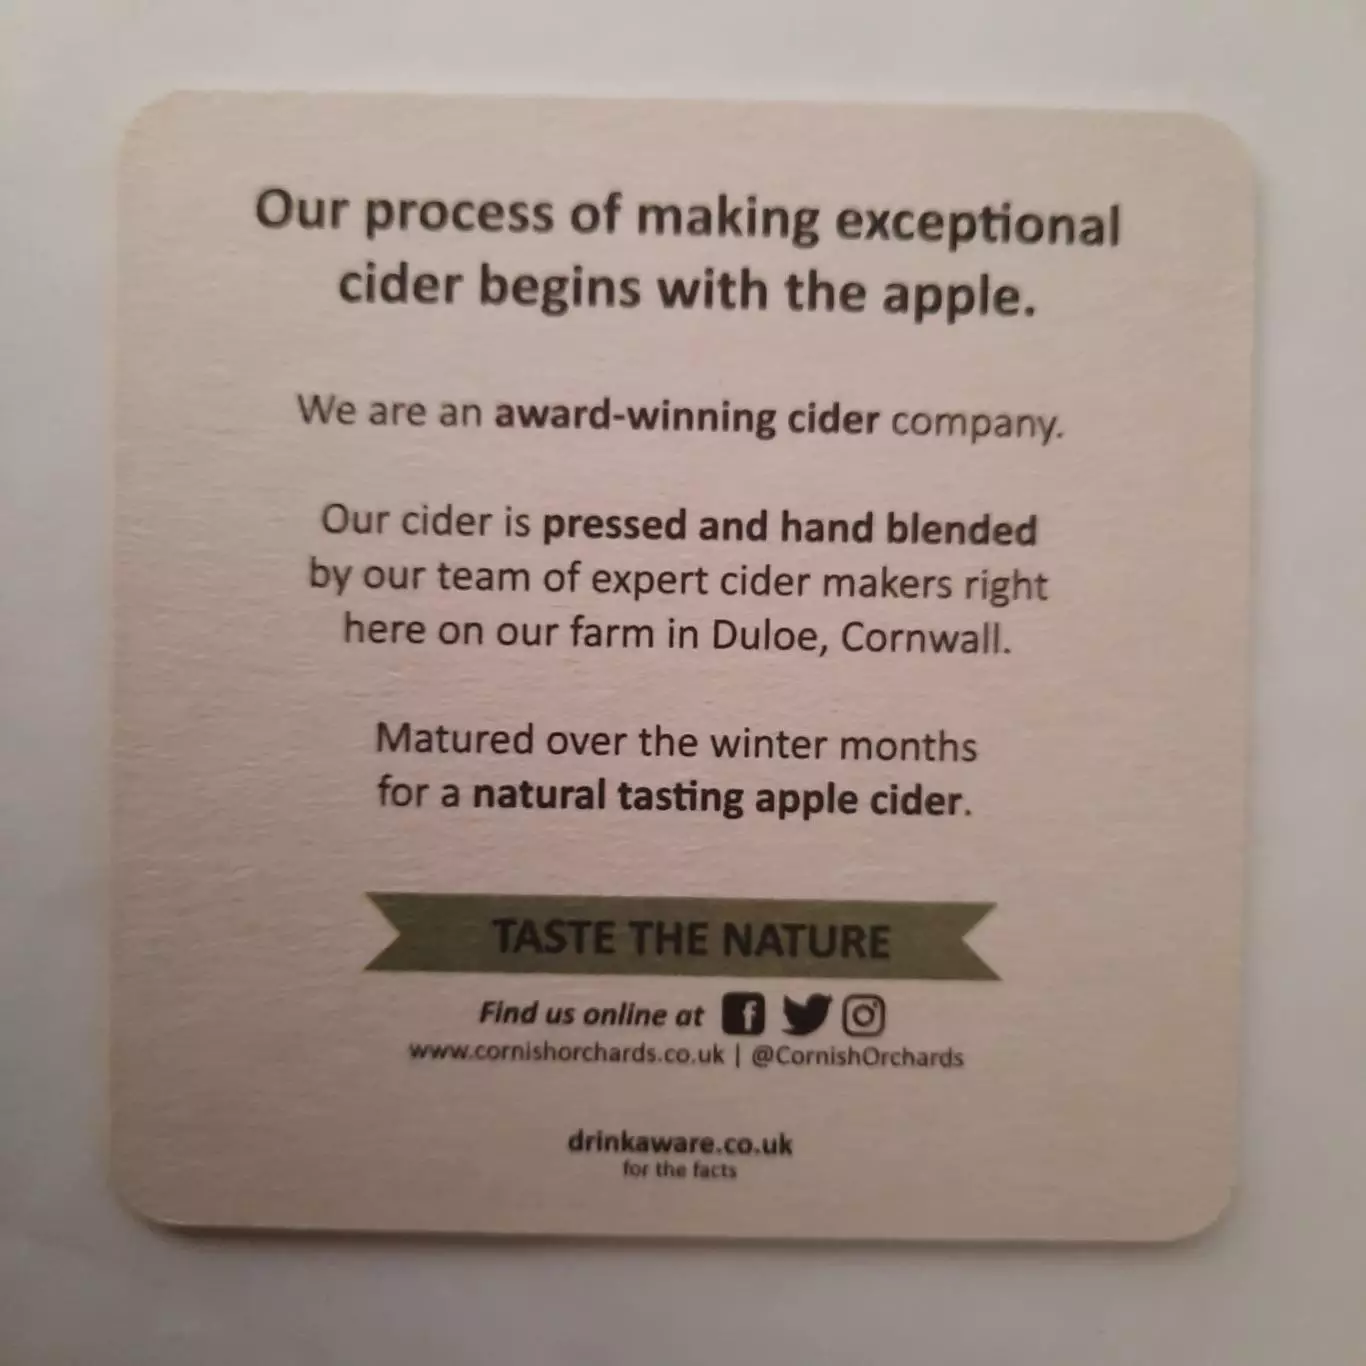 Our process of making exceptional
cider begins with the apple.
We are an award-winning cider company.
Our cider is pressed and hand blended
by our team of expert cider makers right
here on our farm in Duloe, Cornwall.
Matured over the winter months
for a natural tasting apple cider.
TASTE THE NATURE
Find us online at
www.cornishorchards.co.uk | @CornishOrchards
drinkaware.co.uk
for the facts